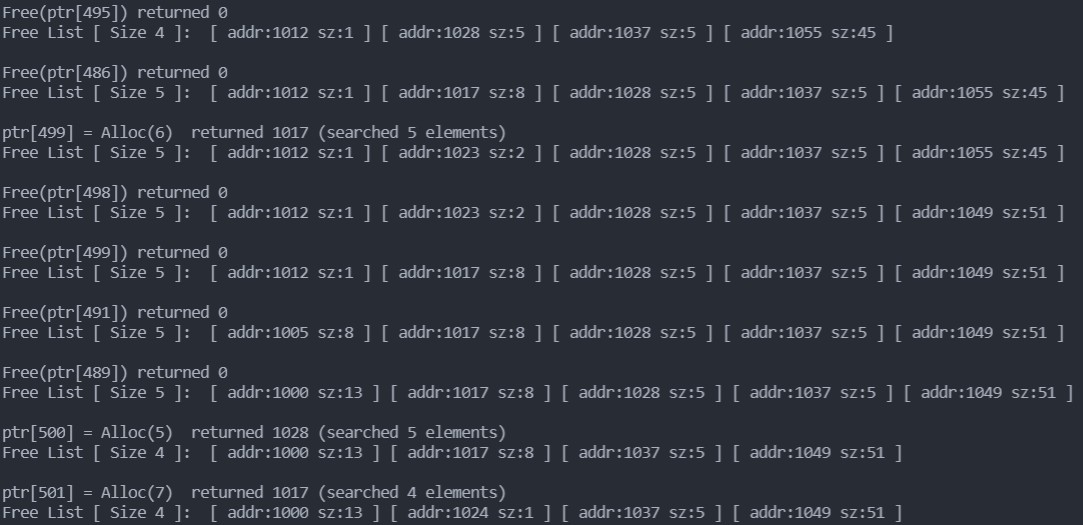 Free(ptr[495]) returned 0
Free List [ Size 4 ]:  [ addr:1012 sz:1 ] [ addr:1028 sz:5 ] [ addr:1037 sz:5 ] [ addr:1055 sz:45 ]
Free(ptr[486]) returned 0
Free List [ Size 5 ]:  [ addr:1012 sz:1 ] [ addr:1017 sz:8 ] [ addr:1028 sz:5 ] [ addr:1037 sz:5 ] [ addr:1055 sz:45 ]
ptr[499] = Alloc(6)  returned 1017 (searched 5 elements)
Free List [ Size 5 ]:  [ addr:1012 sz:1 ] [ addr:1023 sz:2 ] [ addr:1028 sz:5 ] [ addr:1037 sz:5 ] [ addr:1055 sz:45 ]
Free(ptr[498]) returned 0
Free List [ Size 5 ]:  [ addr:1012 sz:1 ] [ addr:1023 sz:2 ] [ addr:1028 sz:5 ] [ addr:1037 sz:5 ] [ addr:1049 sz:51 ]
Free(ptr[499]) returned 0
Free List [ Size 5 ]:  [ addr:1012 sz:1 ] [ addr:1017 sz:8 ] [ addr:1028 sz:5 ] [ addr:1037 sz:5 ] [ addr:1049 sz:51 ]
Free(ptr[491]) returned 0
Free List [ Size 5 ]:  [ addr:1005 sz:8 ] [ addr:1017 sz:8 ] [ addr:1028 sz:5 ] [ addr:1037 sz:5 ] [ addr:1049 sz:51 ]
Free(ptr[489]) returned 0
Free List [ Size 5 ]:  [ addr:1000 sz:13 ] [ addr:1017 sz:8 ] [ addr:1028 sz:5 ] [ addr:1037 sz:5 ] [ addr:1049 sz:51 ]
ptr[500] = Alloc(5)  returned 1028 (searched 5 elements)
Free List [ Size 4 ]:  [ addr:1000 sz:13 ] [ addr:1017 sz:8 ] [ addr:1037 sz:5 ] [ addr:1049 sz:51 ]
ptr[501] = Alloc(7)  returned 1017 (searched 4 elements)
Free List [ Size 4 ]:  [ addr:1000 sz:13 ] [ addr:1024 sz:1 ] [ addr:1037 sz:5 ] [ addr:1049 sz:51 ]